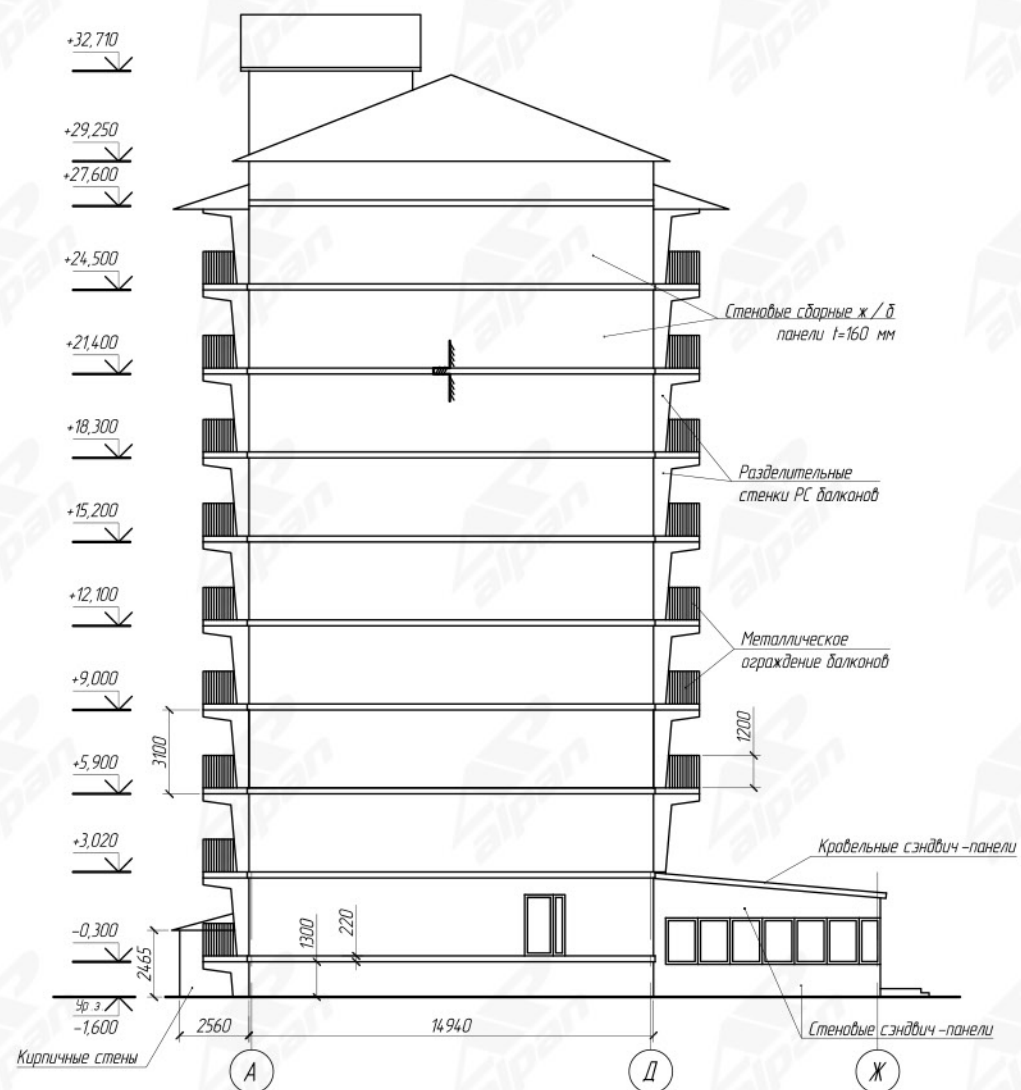 +32,710
+29,250
+27,600
+24,500
Стеновые сборные ж / б
панели t=160 мм
+21,400
+18,300
Разделительные
стенки РС балконов
+15,200
+12,100
Металлическое
ограждение балконов
+9,000
3100
1200
+5,900
+3,020
Кровельные сэндвич -панели
-0,300
2465
1300
220
Ур.з
-1,600
2560
14940
Стеновые сэндвич -панели
Кирпичные стены
А
Д
Ж
alpan